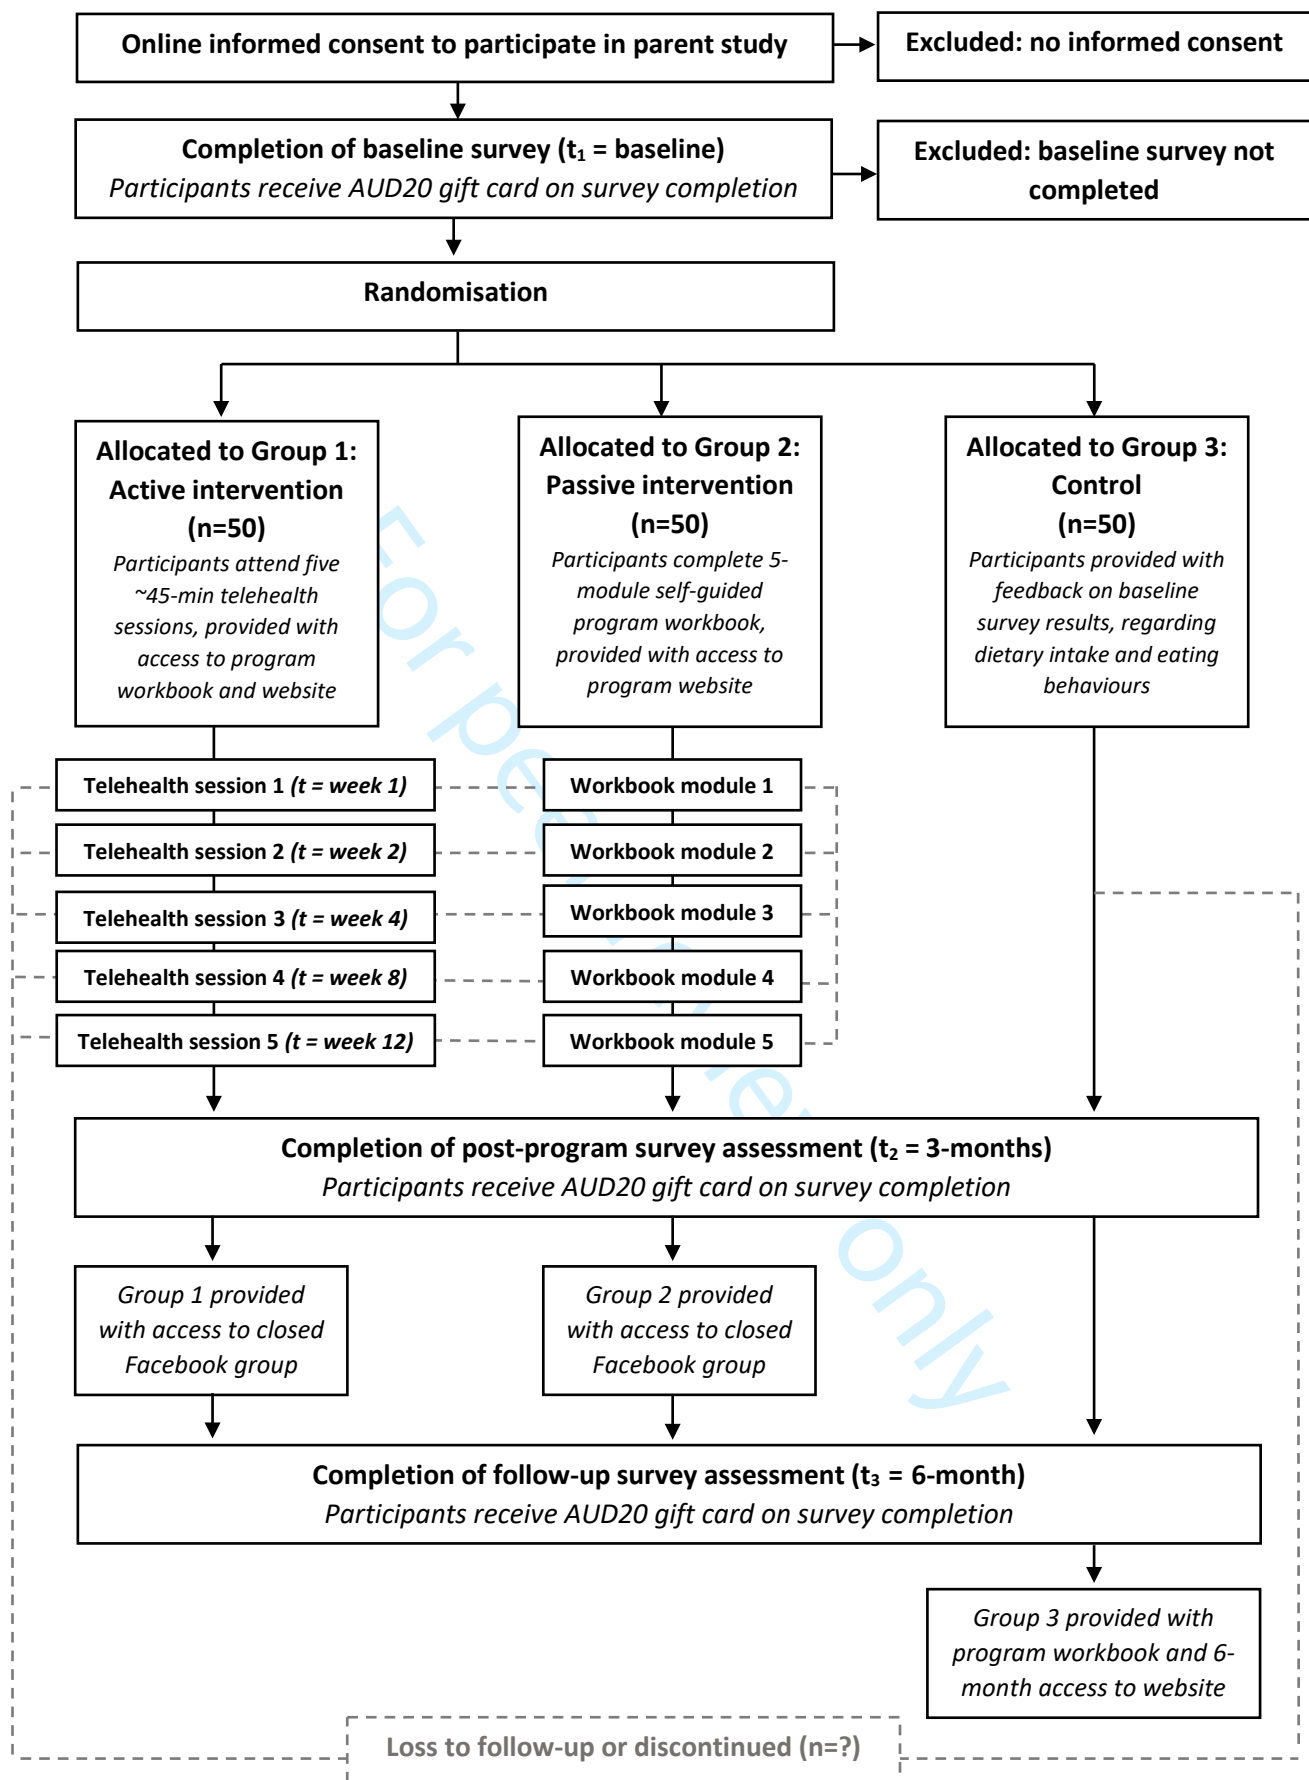 Online informed consent to participate in parent study
Excluded: no informed consent
Completion of baseline survey (t₁ = baseline)
Participants receive AUD20 gift card on survey completion
Excluded: baseline survey not
completed
Randomisation
Allocated to Group 1:
Active intervention
(n=50)
Participants attend five
~45-min telehealth
sessions, provided with
access to program
workbook and website
Allocated to Group 2:
Passive intervention
(n=50)
Participants complete 5-
module self-guided
program workbook,
provided with access to
program website
Allocated to Group 3:
Control
(n=50)
Participants provided with
feedback on baseline
survey results, regarding
dietary intake and eating
behaviours
Telehealth session 1 (t = week 1)
Workbook module 1
Telehealth session 2 (t = week 2)
Workbook module 2
Telehealth session 3 (t = week 4)
Workbook module 3
Telehealth session 4 (t = week 8)
Workbook module 4
Telehealth session 5 (t = week 12)
Workbook module 5
Completion of post-program survey assessment (t₂ = 3-months)
Participants receive AUD20 gift card on survey completion
Group 1 provided
with access to closed
Facebook group
Group 2 provided
with access to closed
Facebook group
Completion of follow-up survey assessment (t₃ = 6-month)
Participants receive AUD20 gift card on survey completion
Group 3 provided with
program workbook and 6-
month access to website
Loss to follow-up or discontinued (n=?)
For peer only